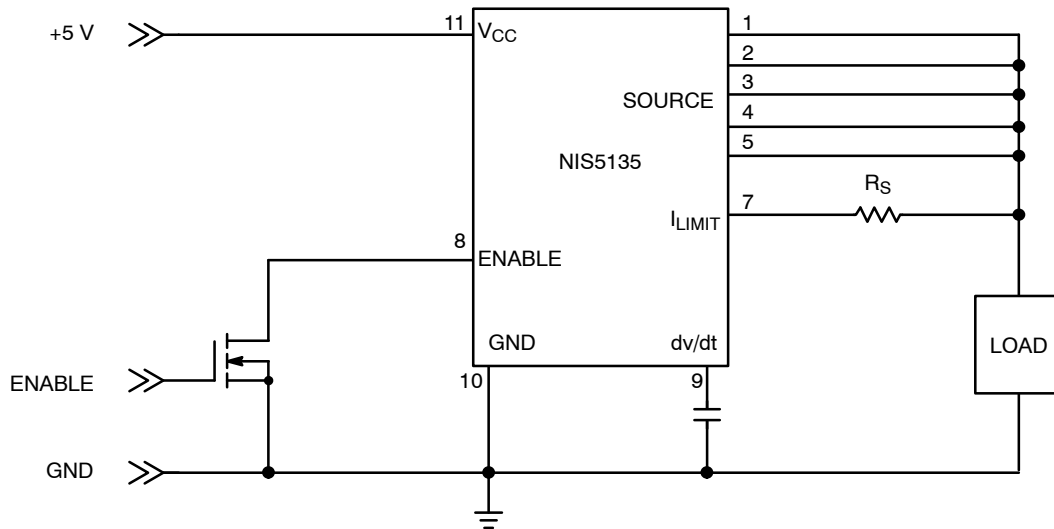 +5 V
11
V_CC
1
2
3
SOURCE
4
5
NIS5135
R_S
7
I_LIMIT
8
ENABLE
GND
dv/dt
LOAD
10
9
ENABLE
GND